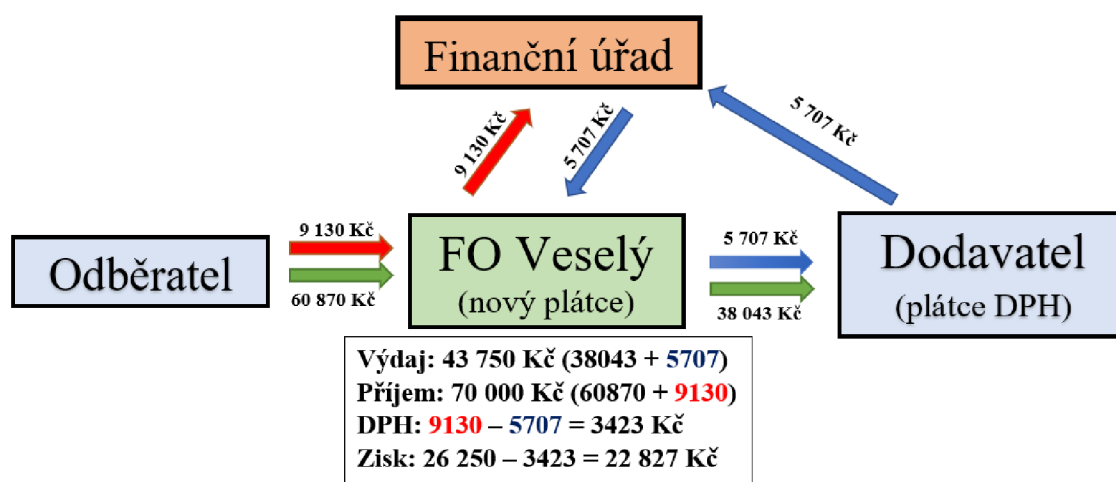 Finanční úřad
9 130 Kč
5 707 Kč
5 707 Kč
Odběratel
9 130 Kč
60 870 Kč
FO Veselý
(nový plátce)
5 707 Kč
38 043 Kč
Dodavatel
(plátce DPH)
Výdaj: 43 750 Kč (38043 + 5707)
Příjem: 70 000 Kč (60870 + 9130)
DPH: 9130 – 5707 = 3423 Kč
Zisk: 26 250 – 3423 = 22 827 Kč